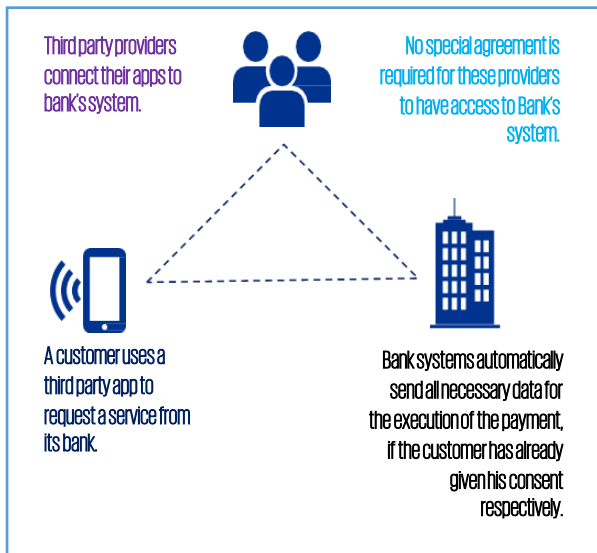 Third party providers
connect their apps to
bank's system.
No special agreement is
required for these providers
to have access to Bank's
system.
A customer uses a
third party app to
request a service from
its bank.
Bank systems automatically
send all necessary data for
the execution of the payment,
if the customer has already
given his consent
respectively.